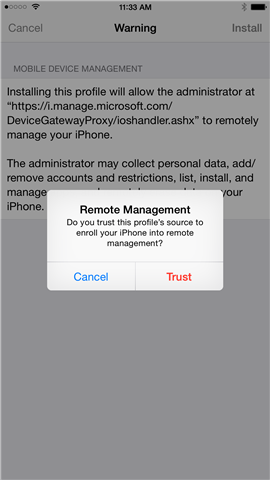 11:33 AM
Cancel Warning Install
MOBILE DEVICE MANAGEMENT
Installing this profile will allow the administrator at
“https://i.manage.microsoft.com/
DeviceGatewayProxy/ioshandler.ashx” to remotely
manage your iPhone.
The administrator may collect personal data, add/
remove accounts and restrictions, list, install, and
your
iPhone.
Remote Management
Do you trust this profile's source to
enroll your iPhone into remote
management?
Cancel Trust